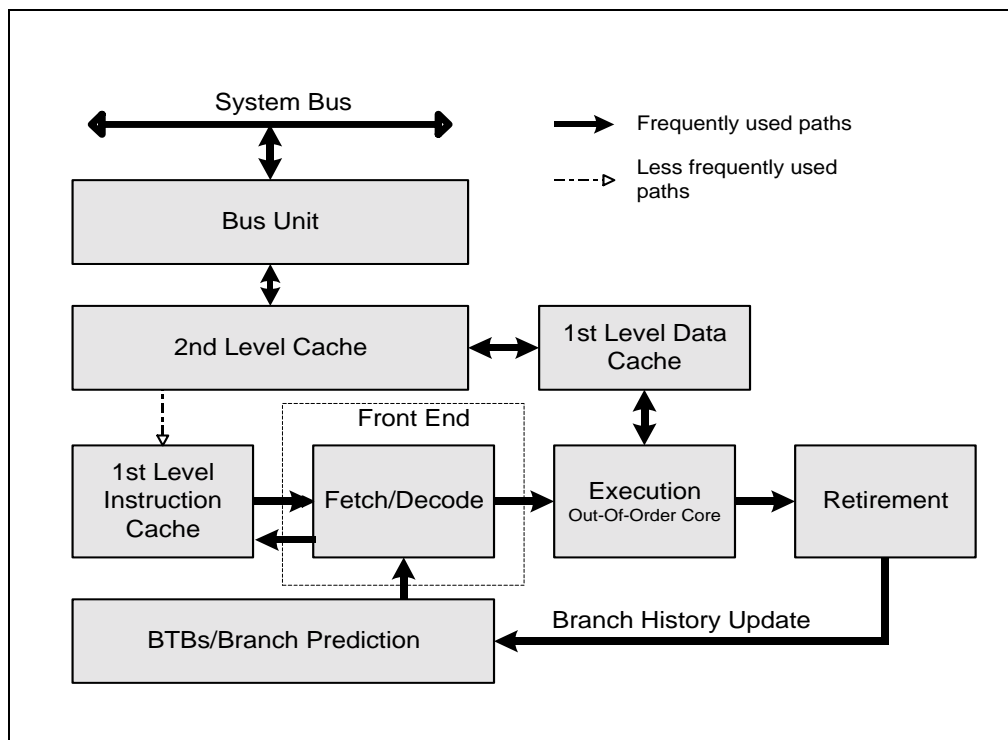 System Bus
Frequently used paths
Less frequently used
paths
Bus Unit
2nd Level Cache
1st Level Data
Cache
Front End
1st Level
Instruction
Cache
Fetch/Decode
Execution
Out-Of-Order Core
Retirement
BTBs/Branch Prediction
Branch History Update